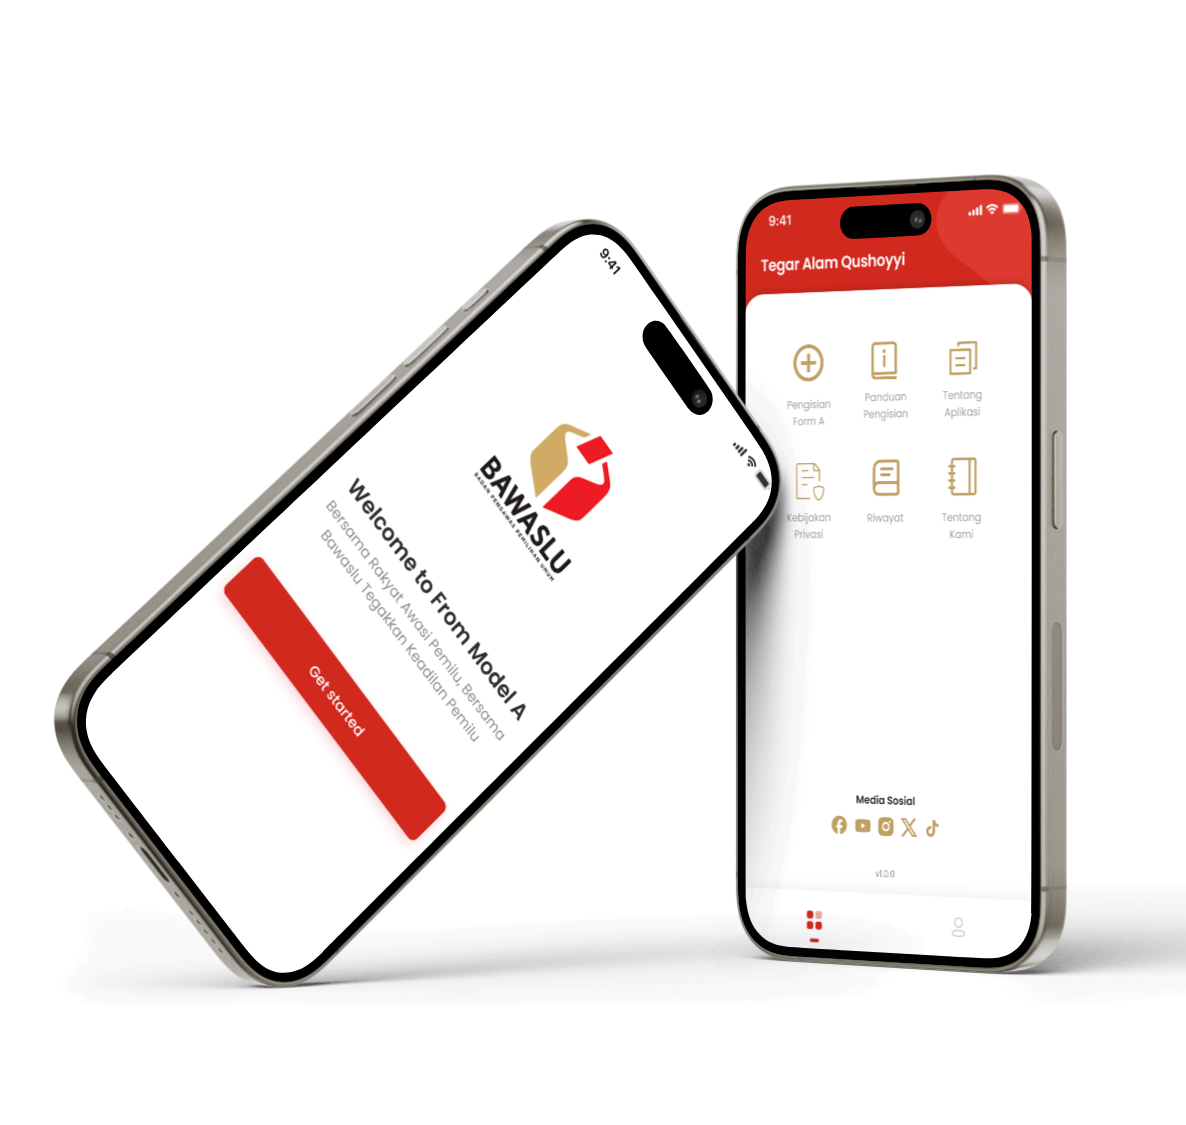 9:41
BAWASLU
BADAN PENGAWAS PEMILIHAN UMUM
Welcome to From Model A
Bersama Rakyat Awasi Pemilu, Bersama
Bawaslu Tegakkan Keadilan Pemilu
Get started
9:41
Tegar Alam Qushoyyi
Pengisian
Form A
Panduan
Pengisian
Tentang
Aplikasi
Kebijakan
Privasi
Riwayat
Tentang
Kami
Media Sosial
v1.0.0